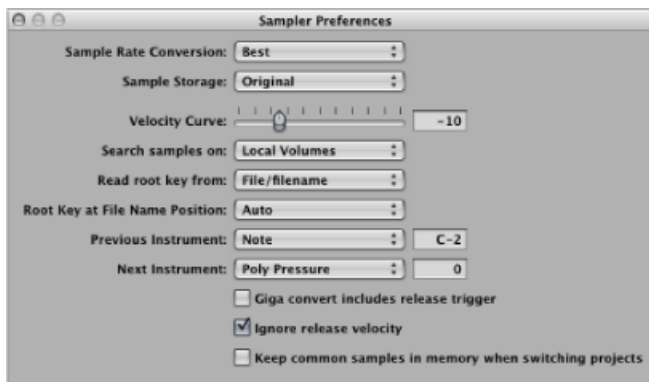 Sampler Preferences
Sample Rate Conversion: Best
Sample Storage: Original
Velocity Curve: -10
Search samples on: Local Volumes
Read root key from: File/filename
Root Key at File Name Position: Auto
Previous Instrument: Note C-2
Next Instrument: Poly Pressure 0
Giga convert includes release trigger
Ignore release velocity
Keep common samples in memory when switching projects